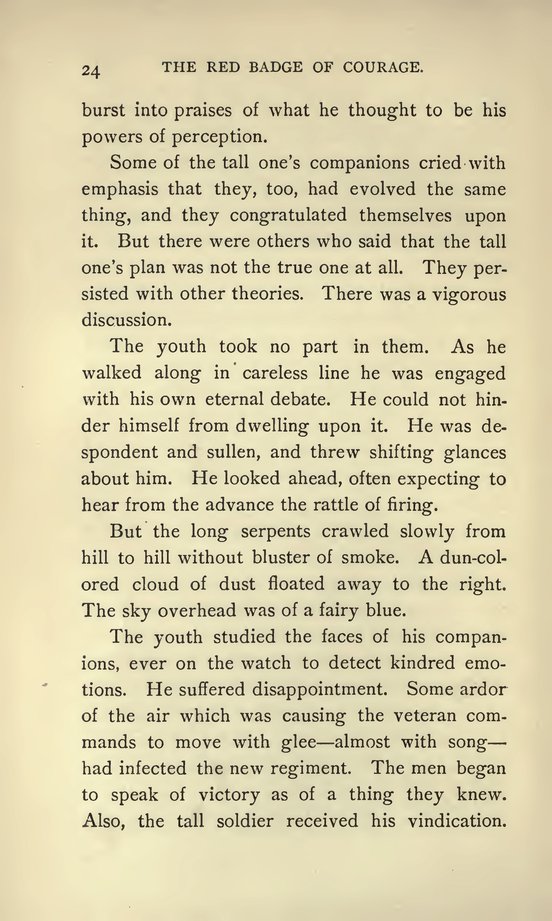 24 THE RED BADGE OF COURAGE.
burst into praises of what he thought to be his
powers of perception.
Some of the tall one's companions cried with
emphasis that they, too, had evolved the same
thing, and they congratulated themselves upon
it. But there were others who said that the tall
one's plan was not the true one at all. They per-
sisted with other theories. There was a vigorous
discussion.
The youth took no part in them. As he
walked along in careless line he was engaged
with his own eternal debate. He could not hin-
der himself from dwelling upon it. He was de-
spondent and sullen, and threw shifting glances
about him. He looked ahead, often expecting to
hear from the advance the rattle of firing.
But the long serpents crawled slowly from
hill to hill without bluster of smoke. A dun-col-
ored cloud of dust floated away to the right.
The sky overhead was of a fairy blue.
The youth studied the faces of his compan-
ions, ever on the watch to detect kindred emo-
tions. He suffered disappointment. Some ardor
of the air which was causing the veteran com-
mands to move with glee—almost with song—
had infected the new regiment. The men began
to speak of victory as of a thing they knew.
Also, the tall soldier received his vindication.